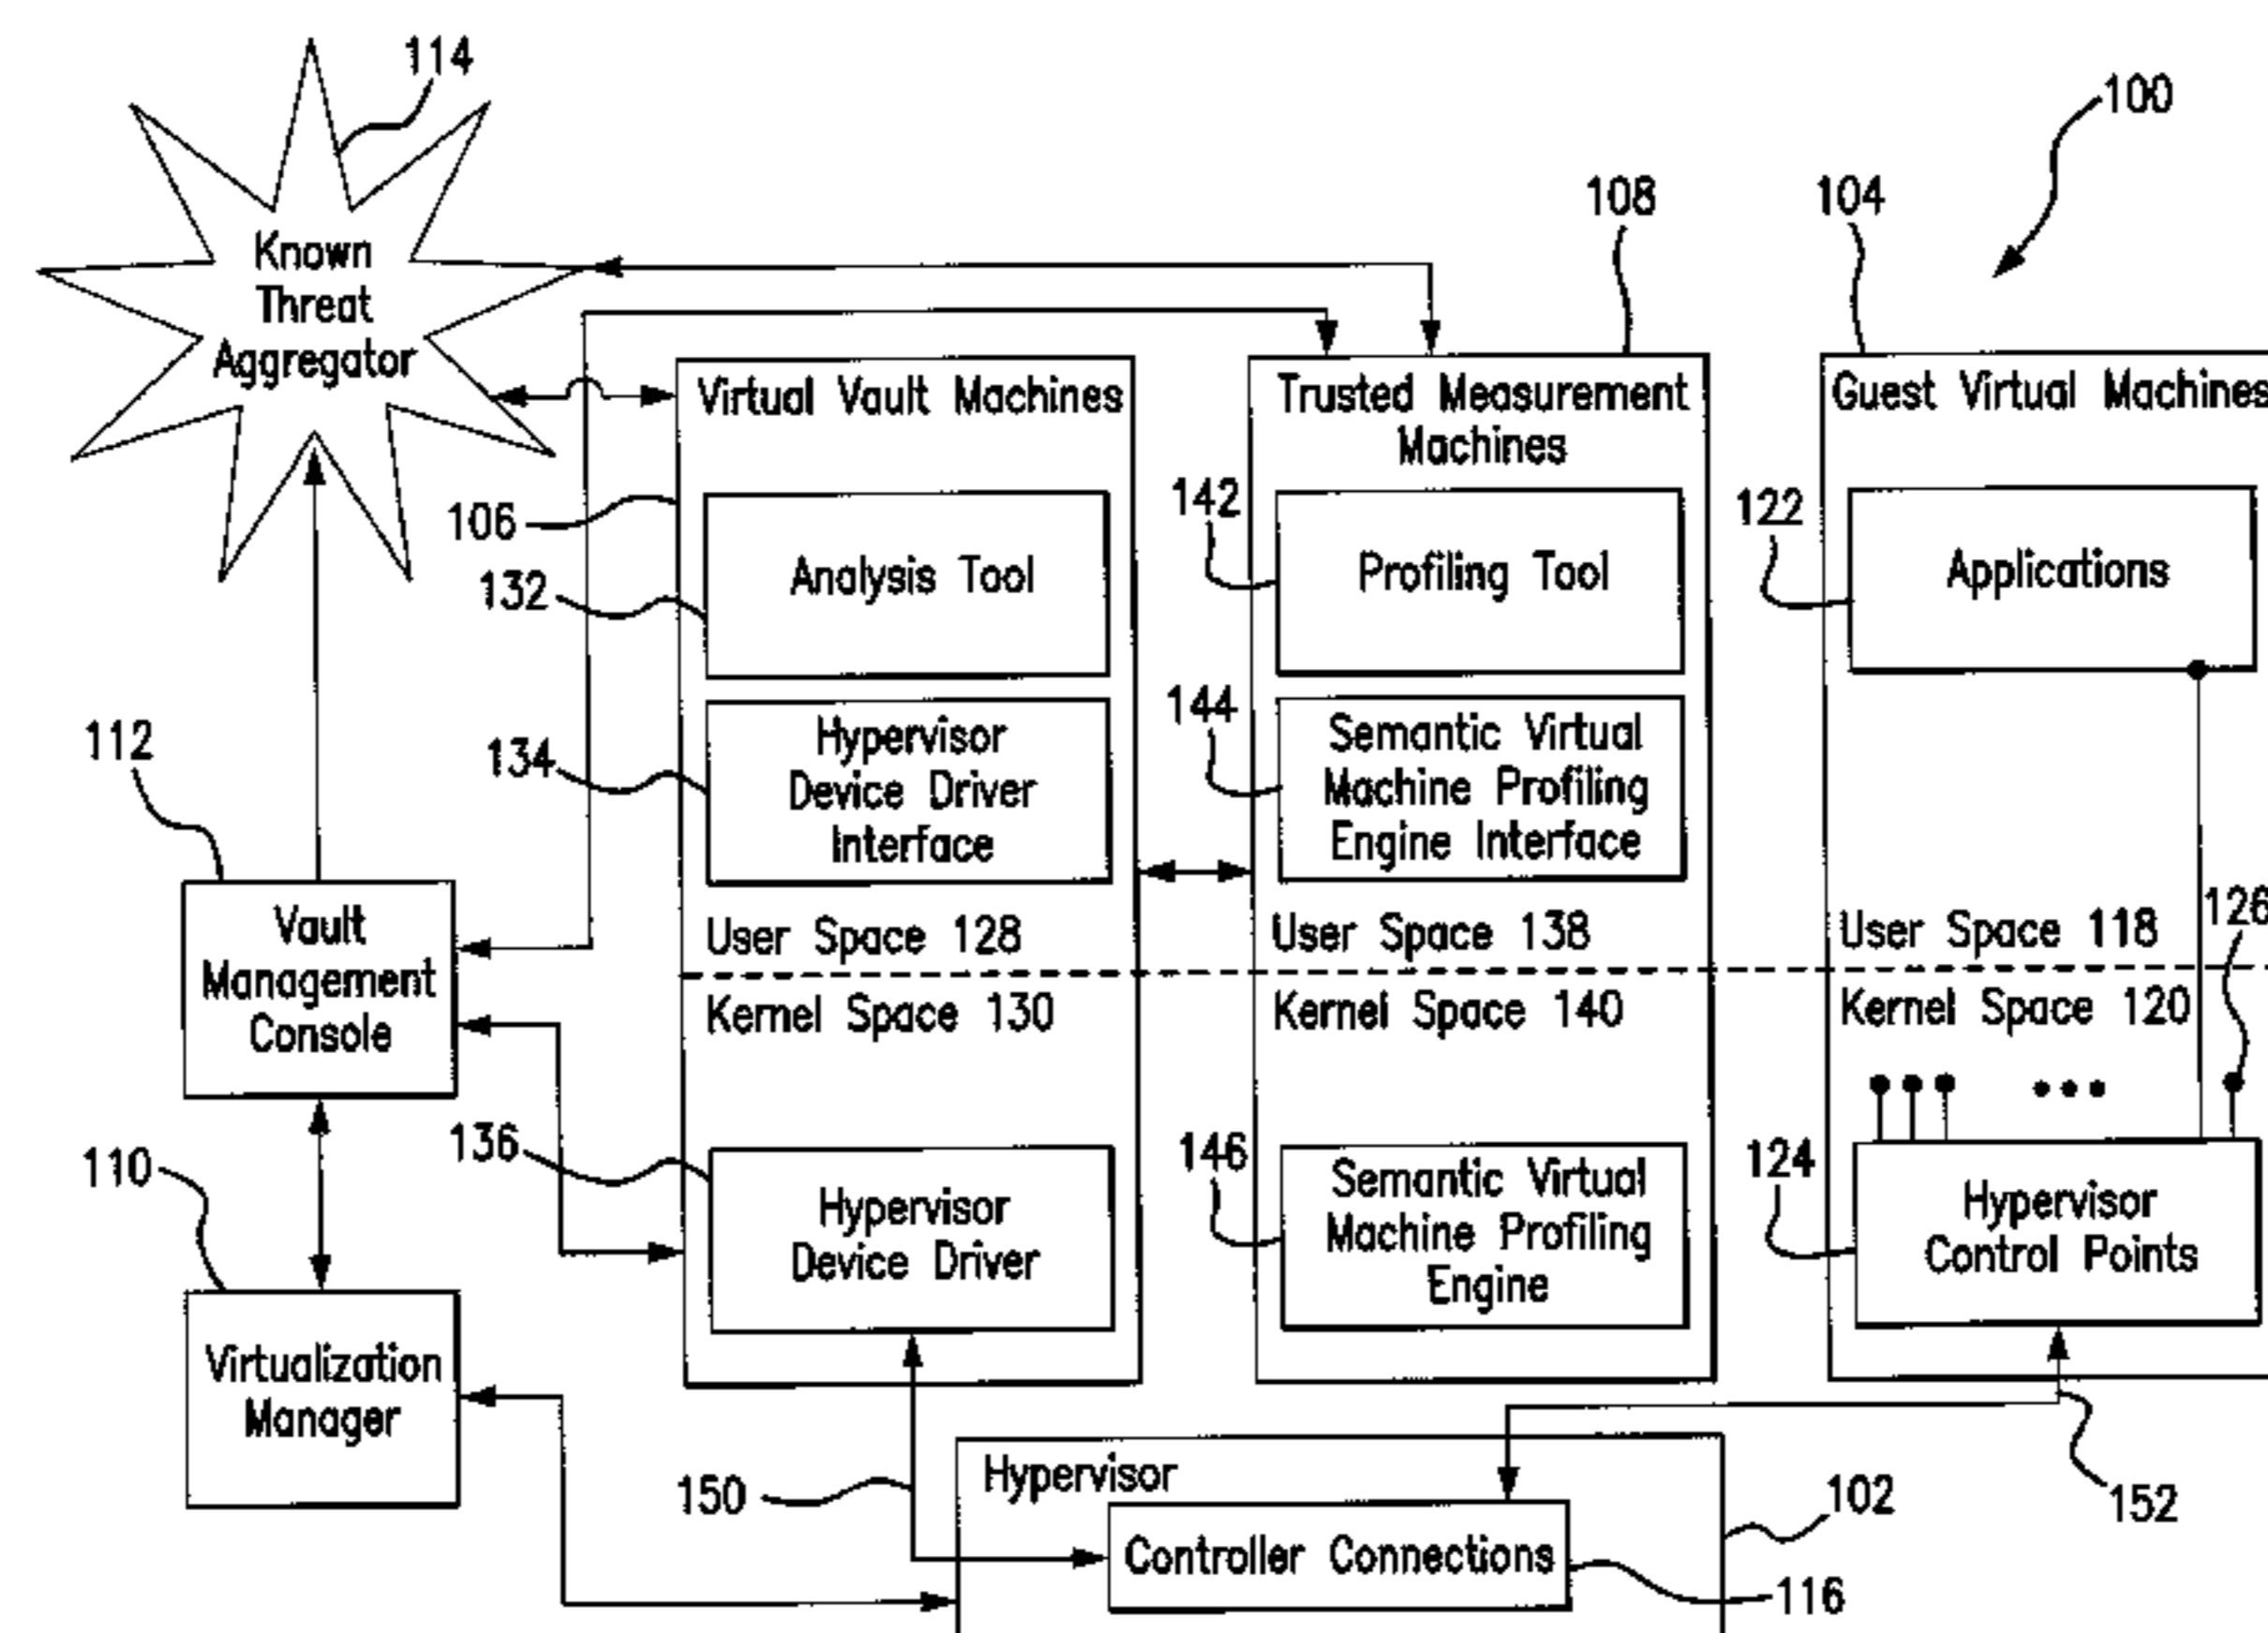 114
100
108
104
Known
Threat
Aggregator
Virtual Vault Machines
Trusted Measurement
Machines
Guest Virtual Machines
106
132
Analysis Tool
142
Profiling Tool
122
Applications
112
134
Hypervisor
Device Driver
Interface
144
Semantic Virtual
Machine Profiling
Engine Interface
126
Vault
Management
Console
User Space 128
User Space 138
User Space 118
Kernel Space 130
Kernel Space 140
Kernel Space 120
110
136
Hypervisor
Device Driver
146
Semantic Virtual
Machine Profiling
Engine
124
Hypervisor
Control Points
Virtualization
Manager
150
Hypervisor
Controller Connections
102
152
116